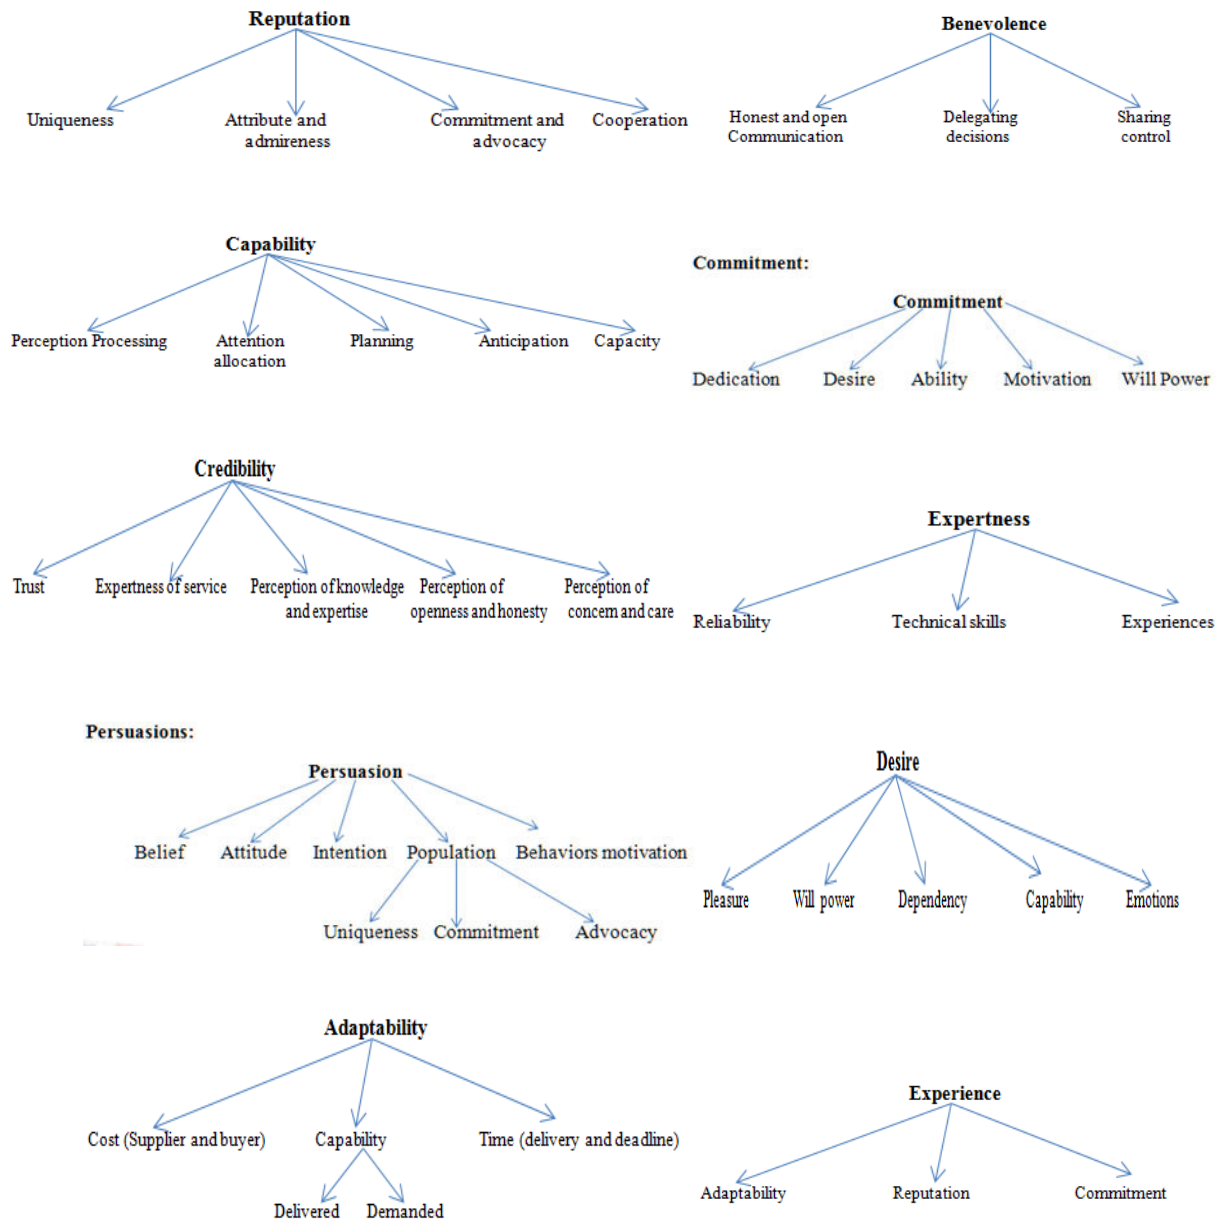 Reputation
Uniqueness
Attribute and
admireness
Commitment and
advocacy
Cooperation
Benevolence
Honest and open
Communication
Delegating
decisions
Sharing
control
Capability
Perception Processing
Attention
allocation
Planning
Anticipation
Capacity
Commitment:
Commitment
Dedication
Desire
Ability
Motivation
Will Power
Credibility
Trust
Expertness of service
Perception of knowledge
and expertise
Perception of
openness and honesty
Perception of
concern and care
Expertness
Reliability
Technical skills
Experiences
Persuasions:
Persuasion
Belief
Attitude
Intention
Population
Behaviors motivation
Uniqueness
Commitment
Advocacy
Desire
Pleasure
Will power
Dependency
Capability
Emotions
Adaptability
Cost (Supplier and buyer)
Capability
Time (delivery and deadline)
Delivered
Demanded
Experience
Adaptability
Reputation
Commitment